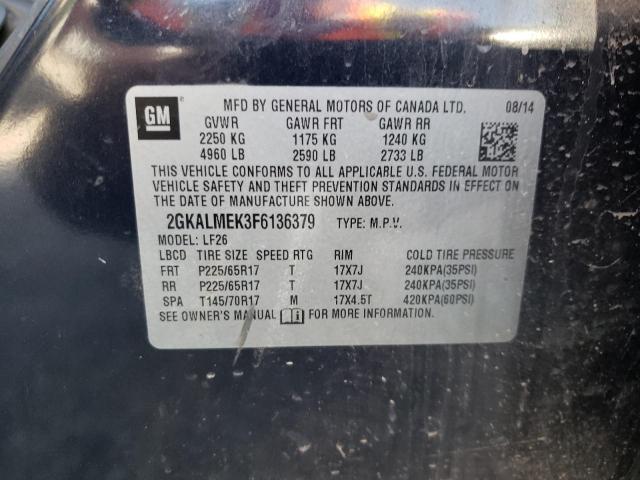 GM
MFD BY GENERAL MOTORS OF CANADA LTD. 08/14
GVWR GAWR FRT GAWR RR
2250 KG 1175 KG 1240 KG
4960 LB 2590 LB 2733 LB
THIS VEHICLE CONFORMS TO ALL APPLICABLE U.S. FEDERAL MOTOR
VEHICLE SAFETY AND THEFT PREVENTION STANDARDS IN EFFECT ON
THE DATE OF MANUFACTURE SHOWN ABOVE.
2GKALMEK3F6136379 TYPE: M.P.V.
MODEL: LF26
LBCD TIRE SIZE SPEED RTG RIM COLD TIRE PRESSURE
FRT P225/65R17 T 17X7J 240KPA(35PSI)
RR P225/65R17 T 17X7J 240KPA(35PSI)
SPA T145/70R17 M 17X4.5T 420KPA(60PSI)
SEE OWNER'S MANUAL FOR MORE INFORMATION.